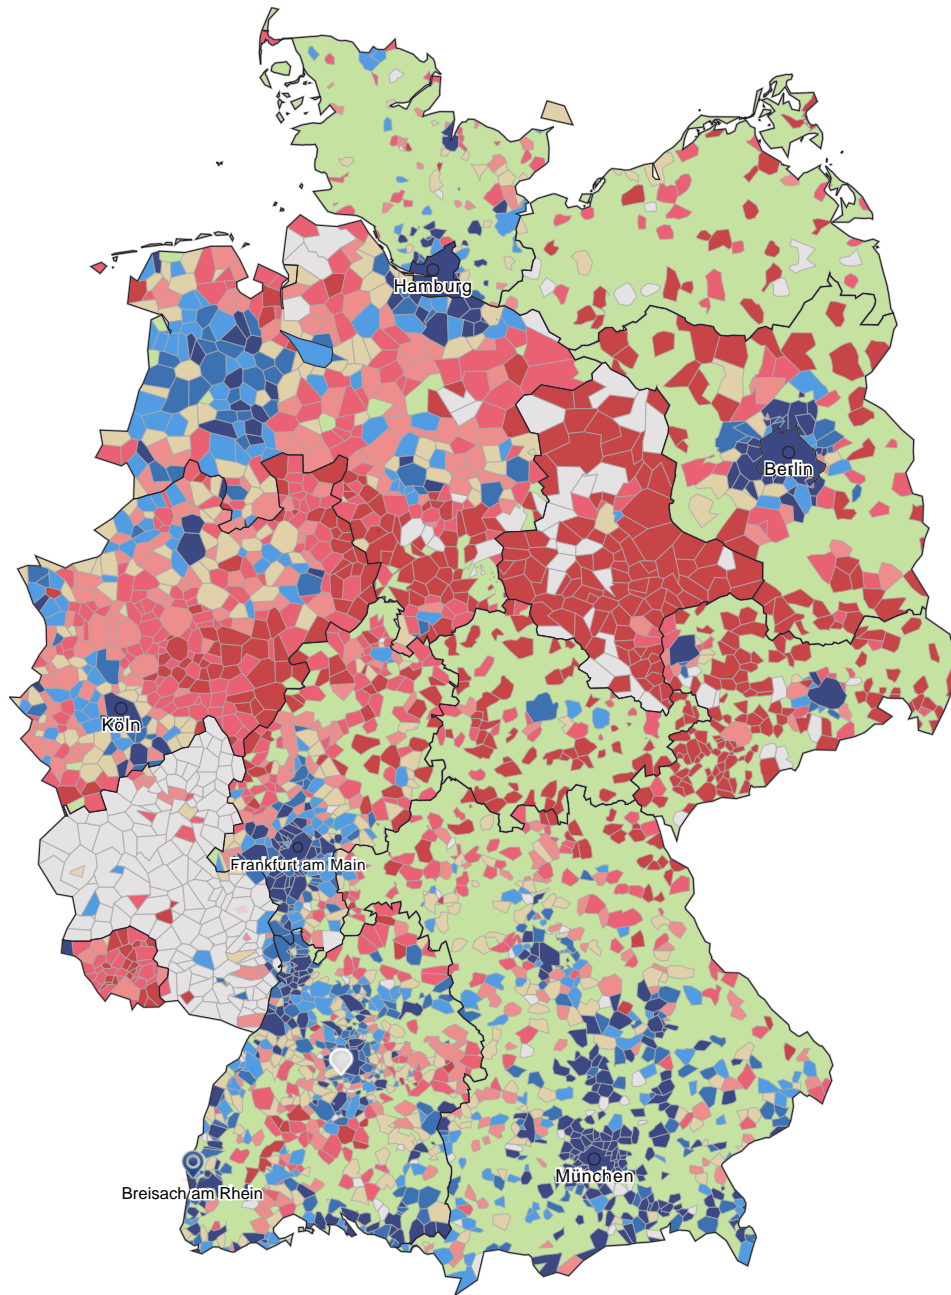 Hamburg
Berlin
Köln
Frankfurt am Main
München
Breisach am Rhein